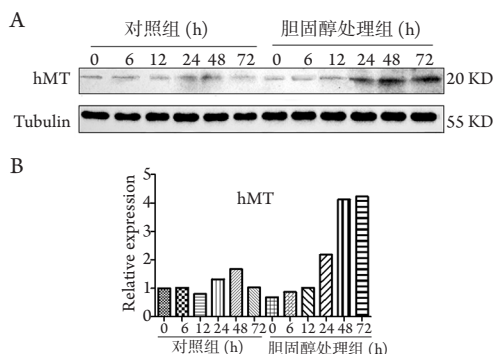 A
对照组 (h) 胆固醇处理组 (h)
0 6 12 24 48 72 0 6 12 24 48 72
hMT 20 KD
Tubulin 55 KD
B
hMT
Relative expression
5
4
3
2
1
0
0 6 12 24 48 72 0 6 12 24 48 72
对照组 (h) 胆固醇处理组 (h)